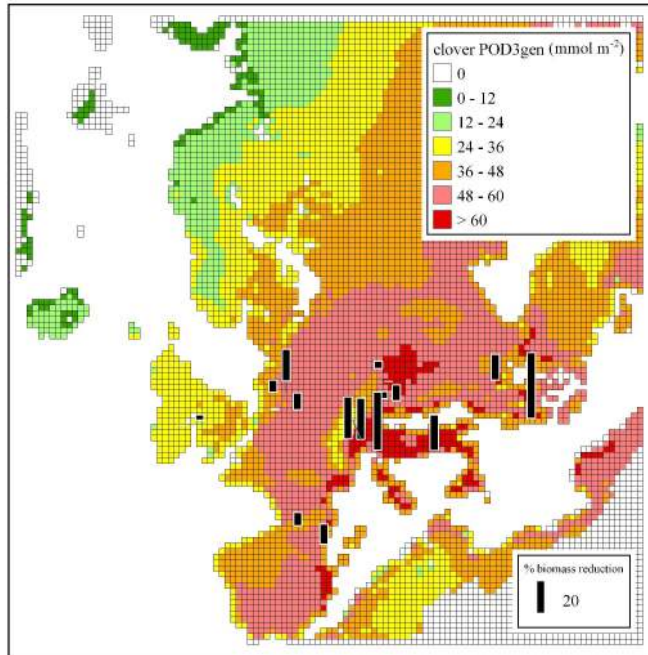 clover POD3gen (mmol m⁻²)
0
0 - 12
12 - 24
24 - 36
36 - 48
48 - 60
> 60
% biomass reduction
20